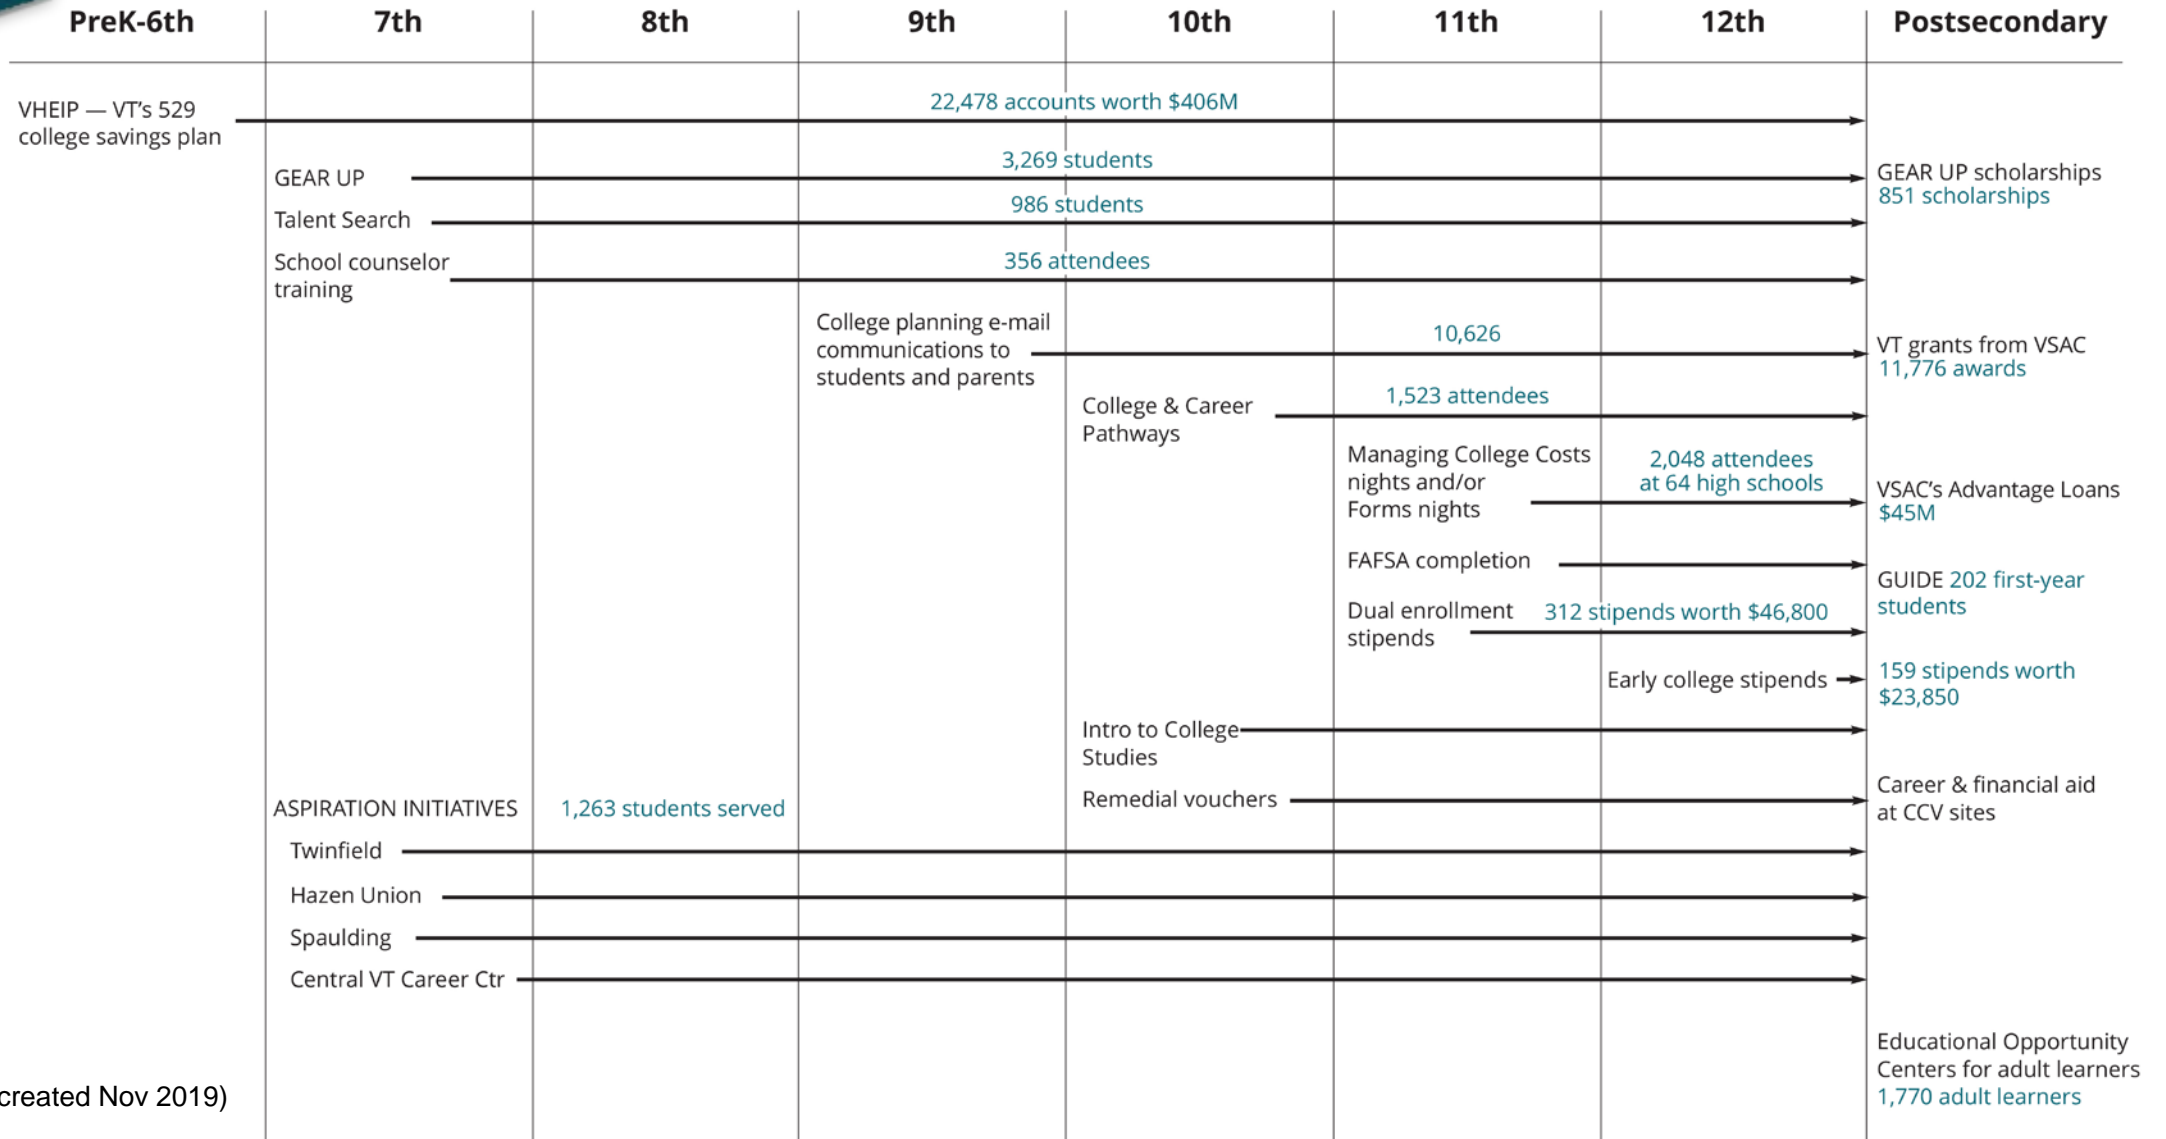 PreK-6th 7th 8th 9th 10th 11th 12th Postsecondary
VHEIP — VT's 529
college savings plan
22,478 accounts worth $406M
GEAR UP
3,269 students
GEAR UP scholarships
851 scholarships
Talent Search
986 students
School counselor
training
356 attendees
College planning e-mail
communications to
students and parents
10,626
VT grants from VSAC
11,776 awards
College & Career
Pathways
1,523 attendees
Managing College Costs
nights and/or
Forms nights
2,048 attendees
at 64 high schools
VSAC's Advantage Loans
$45M
FAFSA completion
GUIDE 202 first-year
students
Dual enrollment
stipends
312 stipends worth $46,800
Early college stipends
159 stipends worth
$23,850
Intro to College
Studies
Remedial vouchers
Career & financial aid
at CCV sites
ASPIRATION INITIATIVES 1,263 students served
Twinfield
Hazen Union
Spaulding
Central VT Career Ctr
Educational Opportunity
Centers for adult learners
1,770 adult learners
created Nov 2019)